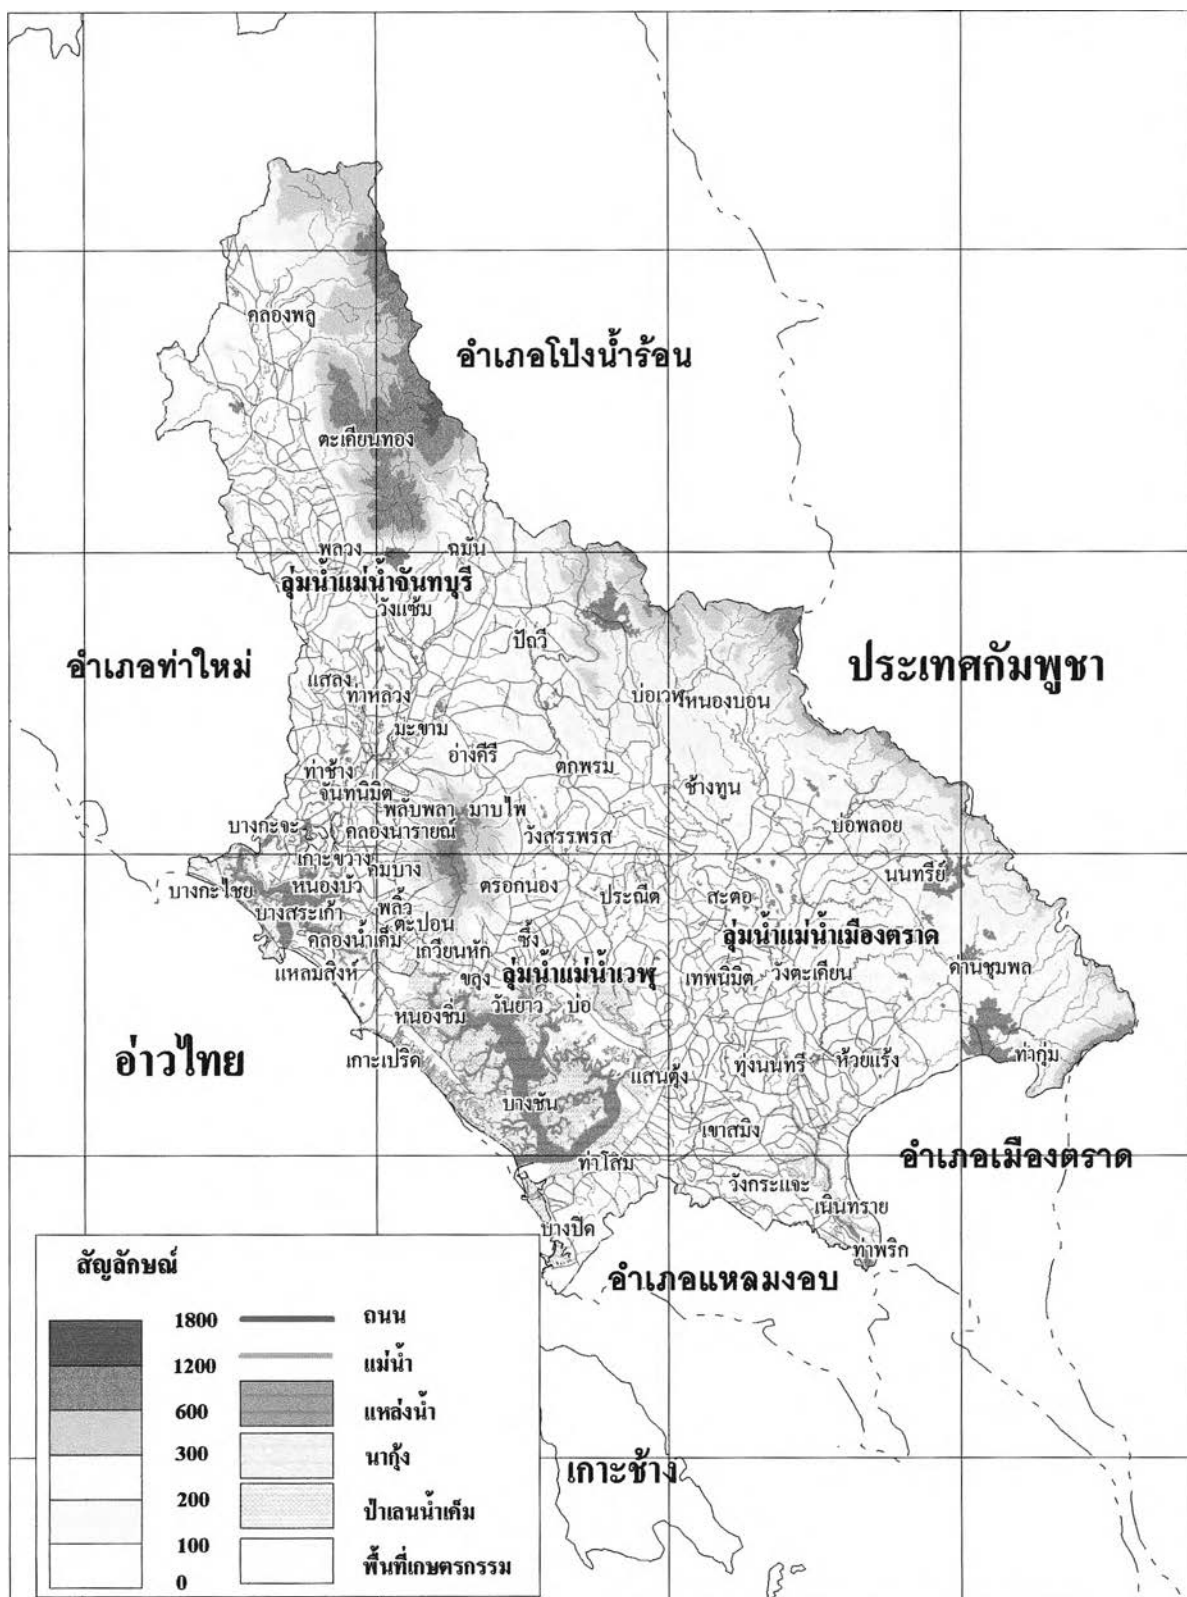 คลองพลู
อำเภอโป่งน้ำร้อน
ตะเคียนทอง
พลวง
ฉมัน
ลุ่มน้ำแม่น้ำจันทบุรี
วังแซ้ม
ปัถวี
อำเภอท่าใหม่
ประเทศกัมพูชา
แสลง
ท่าหลวง
บ่อเวฬุ
หนองบอน
มะขาม
อ่างคีรี
ตกพรม
ท่าช้าง
จันทนิมิต
ช้างทูน
พลับพลา
มาบไพ
บางกะจะ
คลองนารายณ์
วังสรรพรส
บ่อพลอย
เกาะขวาง
คมบาง
นนทรีย์
บางกะไชย
หนองบัว
ตรอกนอง
ประณีต
สะตอ
บางสระเก้า
พลิ้ว
ตะปอน
คลองน้ำเค็ม
เกวียนหัก
ซึ้ง
ลุ่มน้ำแม่น้ำเมืองตราด
แหลมสิงห์
ขลุง
ลุ่มน้ำแม่น้ำเวฬุ
เทพนิมิต
วังตะเคียน
ด่านชุมพล
หนองชิ่ม
วันยาว
บ่อ
อ่าวไทย
เกาะเปริด
แสนตุ้ง
ทุ่งนนทรี
ห้วยแร้ง
ท่ากุ่ม
บางชัน
เขาสมิง
ท่าโสม
อำเภอเมืองตราด
วังกระแจะ
เนินทราย
บางปิด
ท่าพริก
อำเภอแหลมงอบ
สัญลักษณ์
1800
ถนน
1200
แม่น้ำ
600
แหล่งน้ำ
300
นากุ้ง
200
ป่าเลนน้ำเค็ม
100
พื้นที่เกษตรกรรม
0
เกาะช้าง